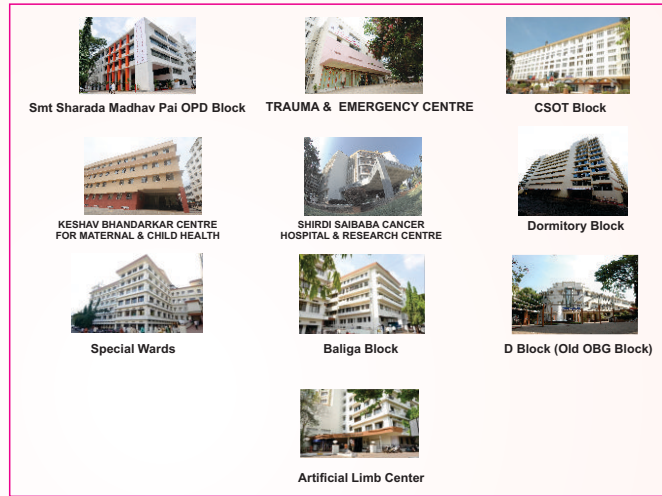 Smt Sharada Madhav Pai OPD Block
TRAUMA & EMERGENCY CENTRE
CSOT Block
KESHAV BHANDARKAR CENTRE
FOR MATERNAL & CHILD HEALTH
SHIRDI SAIBABA CANCER
HOSPITAL & RESEARCH CENTRE
Dormitory Block
Special Wards
Baliga Block
D Block (Old OBG Block)
Artificial Limb Center